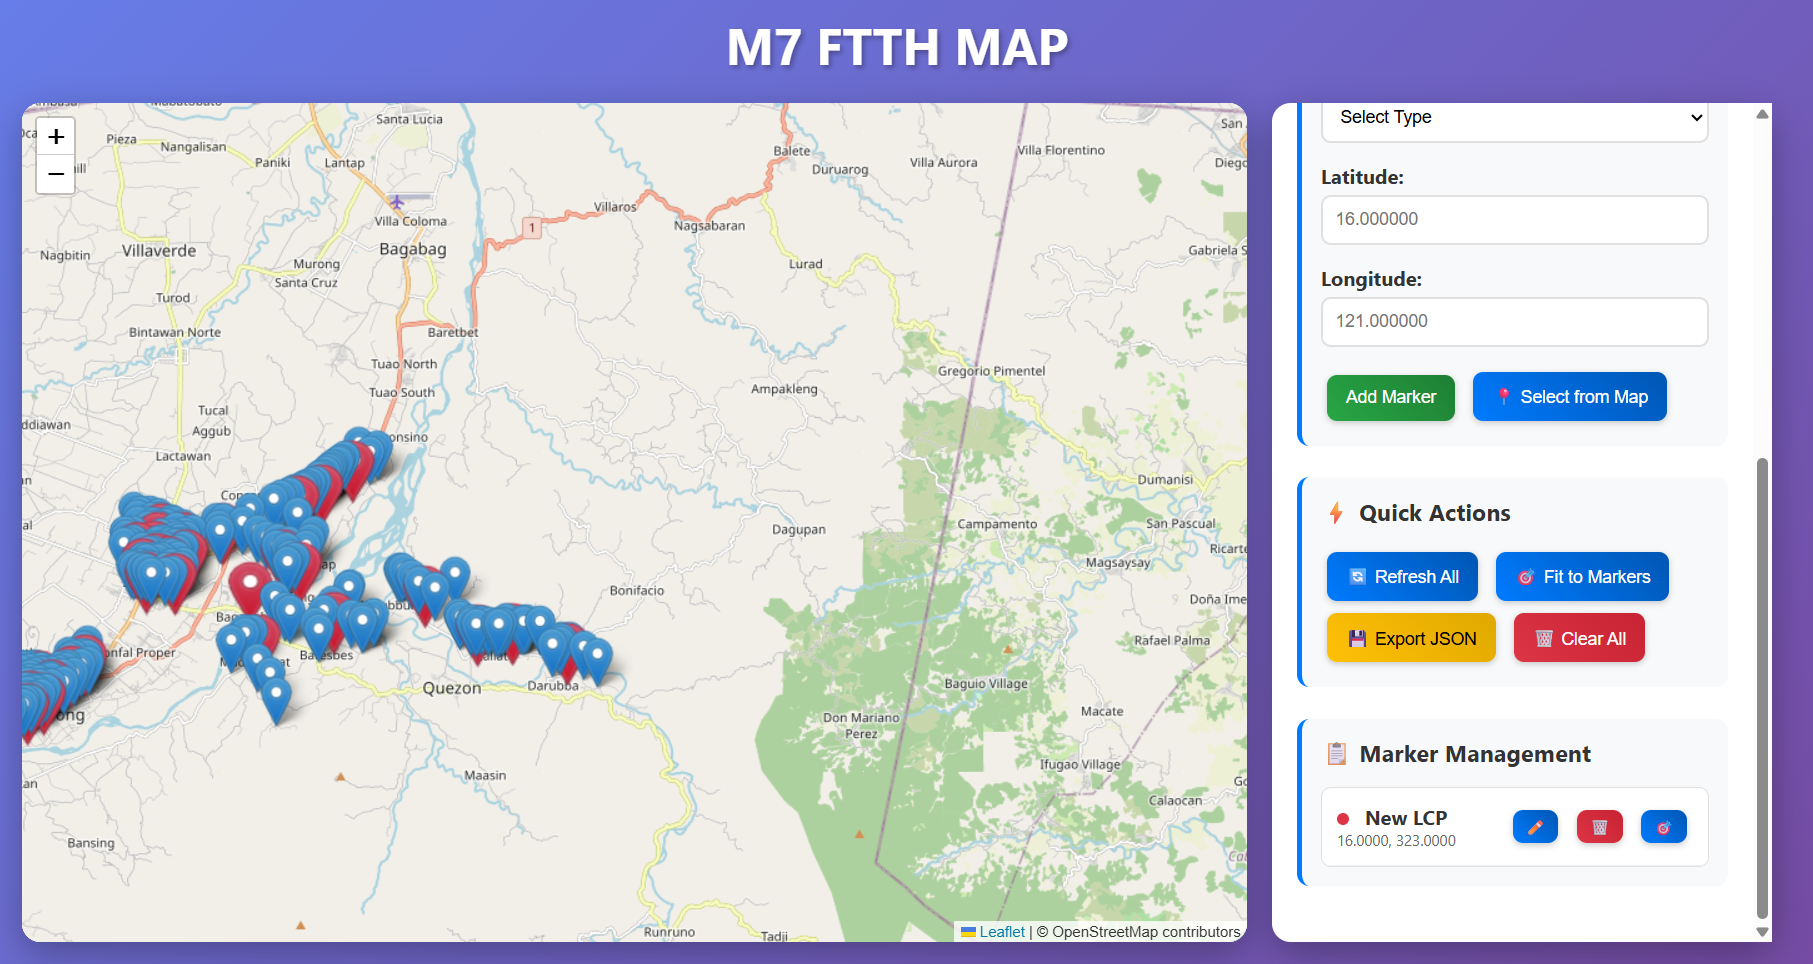 M7 FTTH MAP
+
−
Santa Lucia
Pieza
Nangalisan
Paniki
Lantap
Balete
Duruarog
Villa Aurora
Villa Florentino
San
Diego
Villaros
Villa Coloma
Nagsabaran
1
Nagbitin
Villaverde
Bagabag
Gabriela S
Murong
Lurad
Santa Cruz
Turod
Bintawan Norte
Baretbet
Tuao North
Gregorio Pimentel
Tuao South
Ampakleng
Tucal
ddiawan
Aggub
onsino
Lactawan
Dumanisi
Dagupan
Campamento
San Pascual
Ricarte
Magsaysay
Bonifacio
Doña Ime
Rafael Palma
onfal Proper
Quezon
Darubba
Baguio Village
Macate
Don Mariano
Perez
ong
Ifugao Village
Maasin
Calaocan
Bansing
Runruno
Tadji
Leaflet | © OpenStreetMap contributors
Select Type
Latitude:
16.000000
Longitude:
121.000000
Add Marker
Select from Map
Quick Actions
Refresh All
Fit to Markers
Export JSON
Clear All
Marker Management
New LCP
16.0000, 323.0000